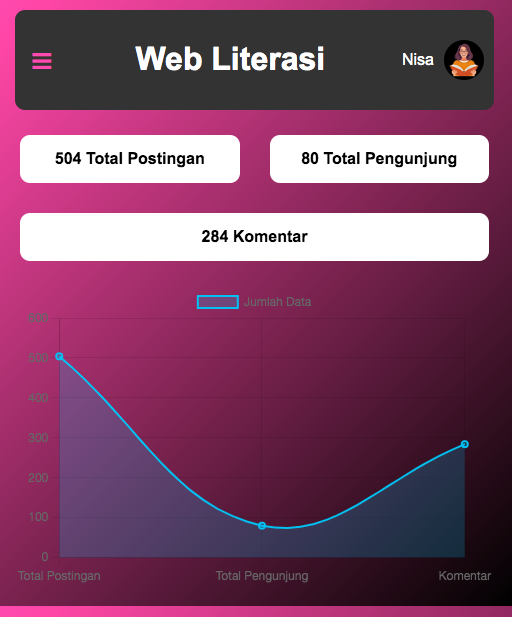 Web Literasi
Nisa
504 Total Postingan
80 Total Pengunjung
284 Komentar
Jumlah Data
600
500
400
300
200
100
0
Total Postingan
Total Pengunjung
Komentar